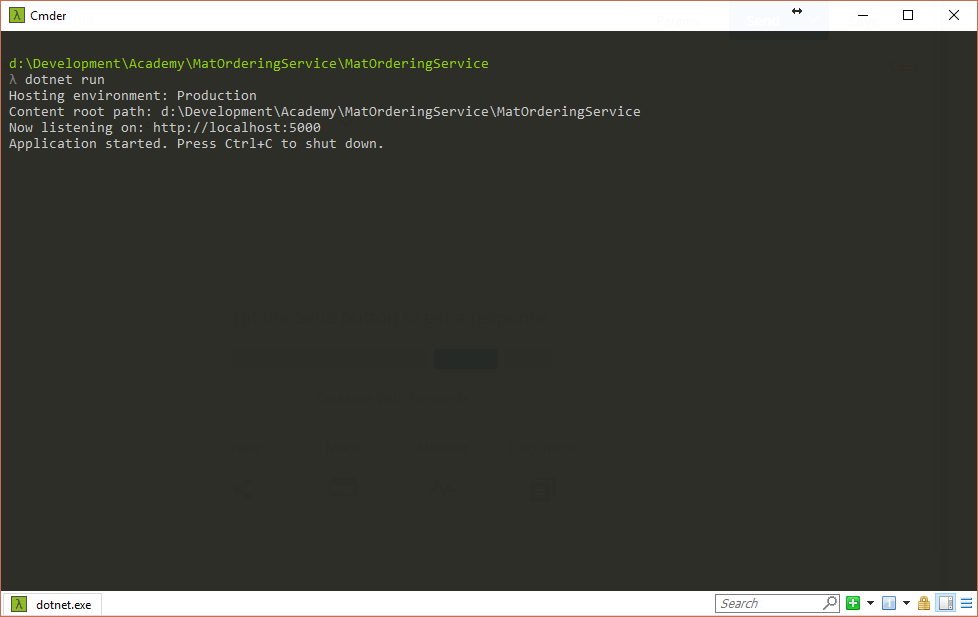 Cmder
d:\Development\Academy\MatOrderingService\MatOrderingService
λ dotnet run
Hosting environment: Production
Content root path: d:\Development\Academy\MatOrderingService\MatOrderingService
Now listening on: http://localhost:5000
Application started. Press Ctrl+C to shut down.
λ dotnet.exe
Search